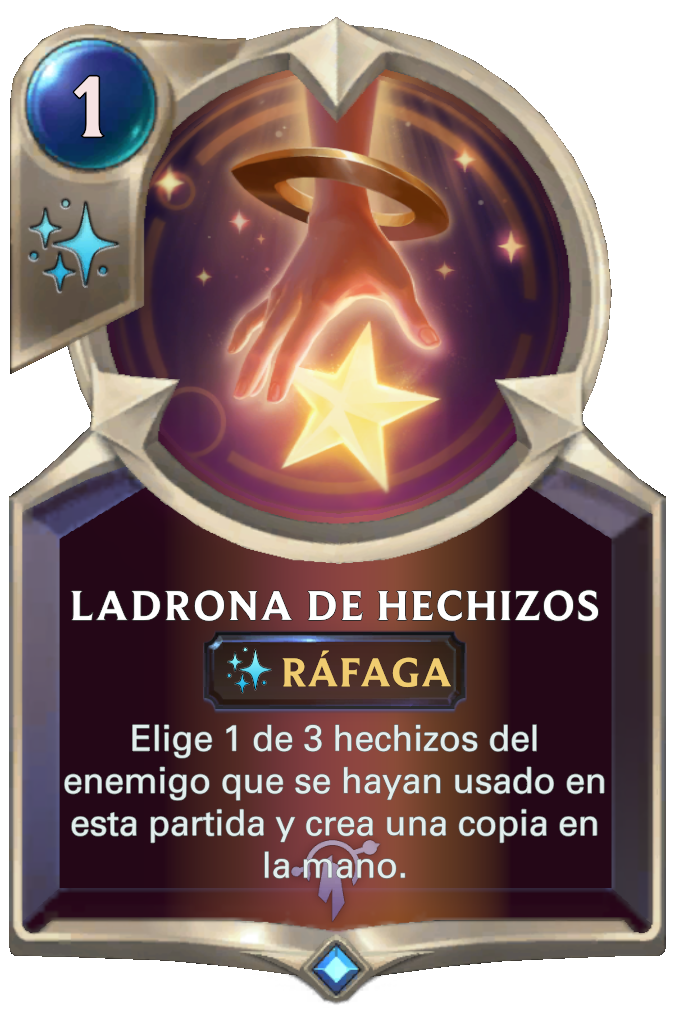 1
LADRONA DE HECHIZOS
RÁFAGA
Elige 1 de 3 hechizos del
enemigo que se hayan usado en
esta partida y crea una copia en
la mano.